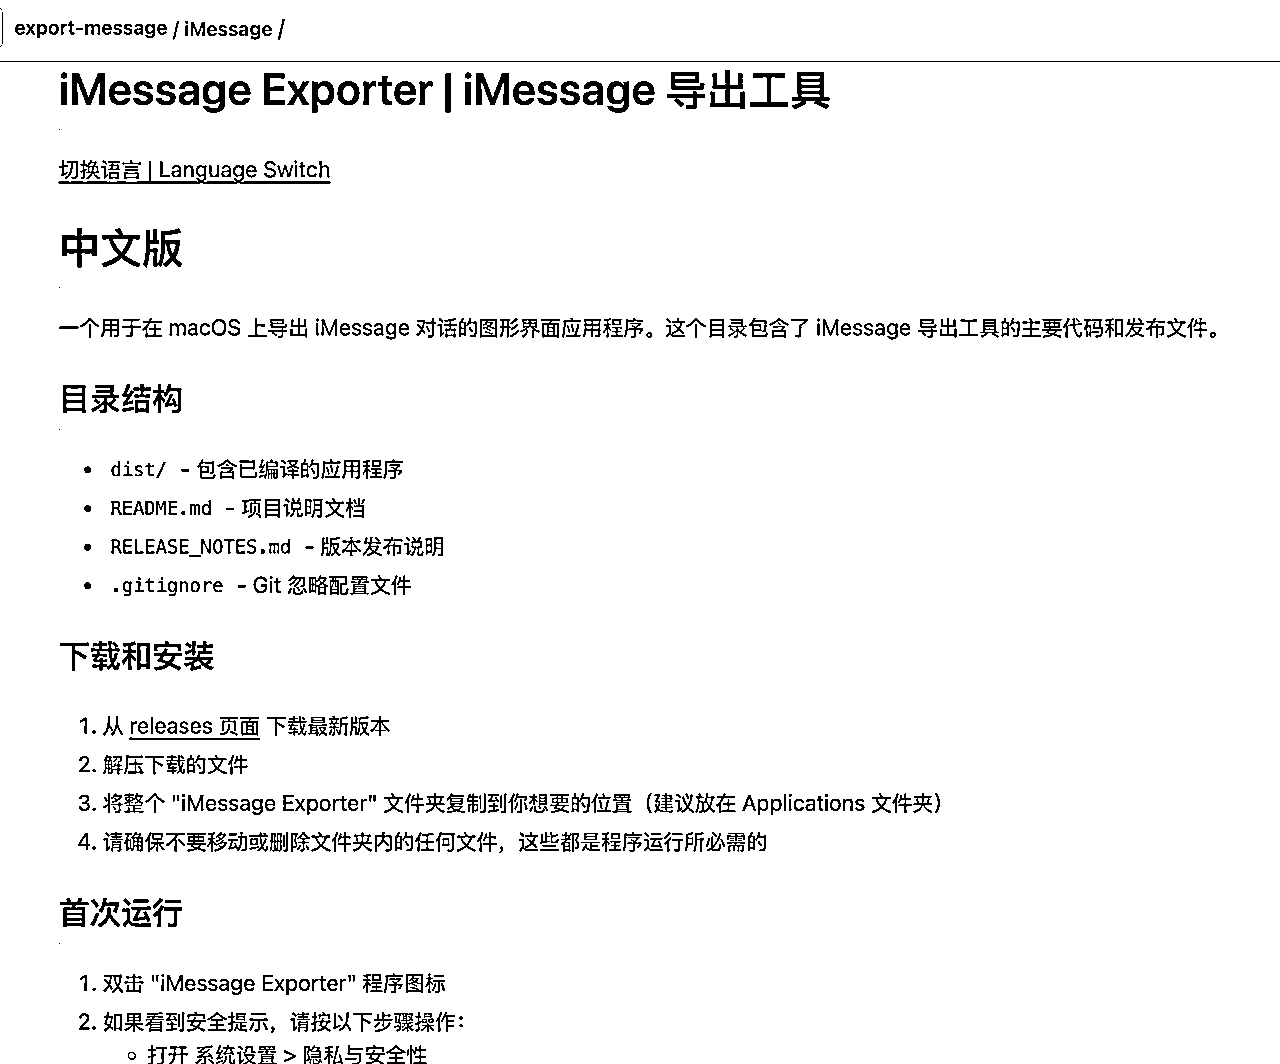 export-message / iMessage /
iMessage Exporter | iMessage 导出工具
切换语言 | Language Switch
中文版
一个用于在 macOS 上导出 iMessage 对话的图形界面应用程序。这个目录包含了 iMessage 导出工具的主要代码和发布文件。
目录结构
• dist/ - 包含已编译的应用程序
• README.md - 项目说明文档
• RELEASE_NOTES.md - 版本发布说明
• .gitignore - Git 忽略配置文件
下载和安装
1. 从 releases 页面 下载最新版本
2. 解压下载的文件
3. 将整个 "iMessage Exporter" 文件夹复制到你想要的位置（建议放在 Applications 文件夹）
4. 请确保不要移动或删除文件夹内的任何文件，这些都是程序运行所必需的
首次运行
1. 双击 "iMessage Exporter" 程序图标
2. 如果看到安全提示，请按以下步骤操作：
◦ 打开 系统设置 > 隐私与安全性